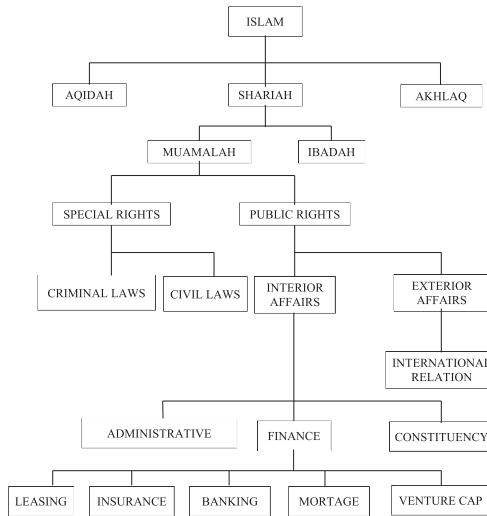 ISLAM
AQIDAH
SHARIAH
AKHLAQ
MUAMALAH
IBADAH
SPECIAL RIGHTS
PUBLIC RIGHTS
CRIMINAL LAWS
CIVIL LAWS
INTERIOR
AFFAIRS
EXTERIOR
AFFAIRS
INTERNATIONAL
RELATION
ADMINISTRATIVE
FINANCE
CONSTITUENCY
LEASING
INSURANCE
BANKING
MORTAGE
VENTURE CAP